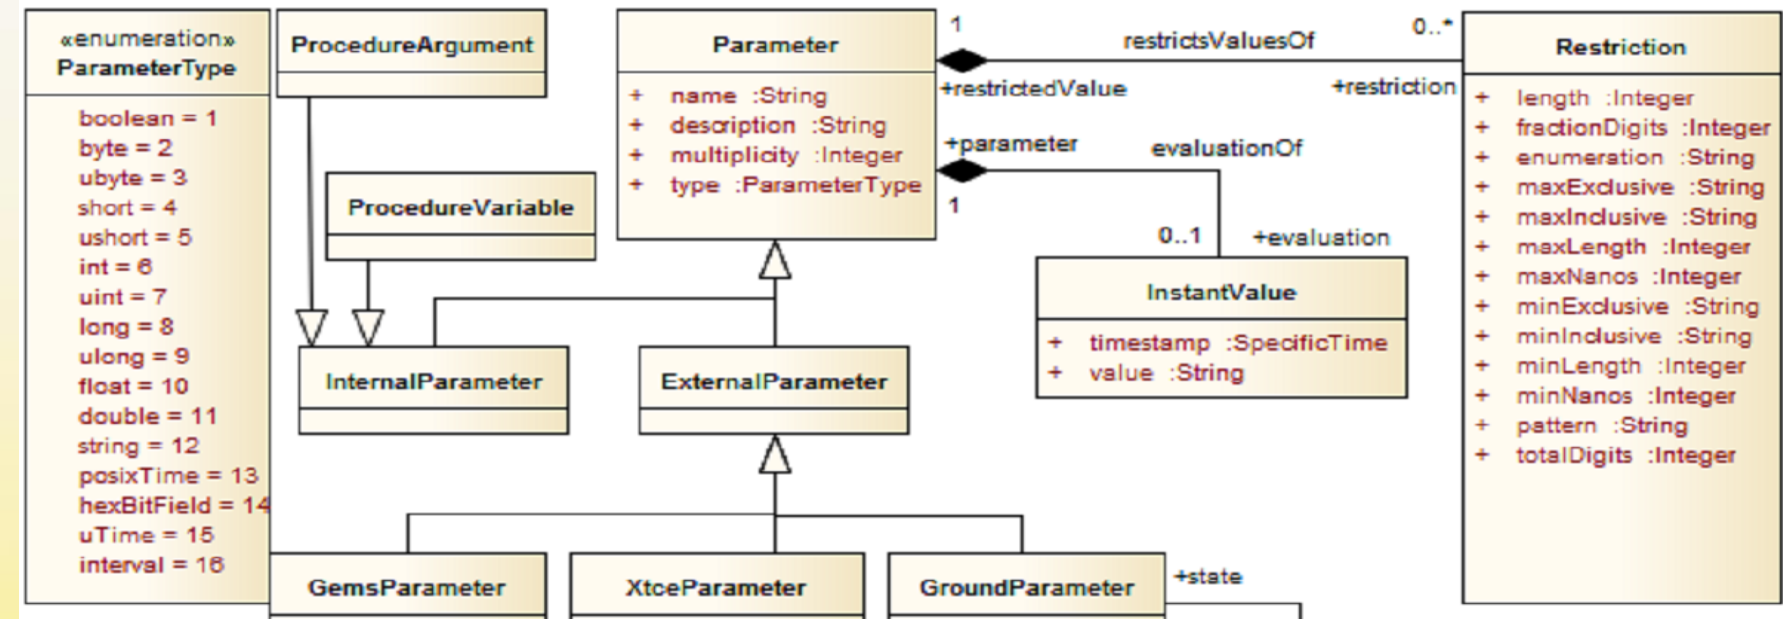 «enumeration»
ParameterType
boolean = 1
byte = 2
ubyte = 3
short = 4
ushort = 5
int = 6
uint = 7
long = 8
ulong = 9
float = 10
double = 11
string = 12
posixTime = 13
hexBitField = 14
uTime = 15
interval = 16
ProcedureArgument
ProcedureVariable
InternalParameter
Parameter
+ name :String
+ description :String
+ multiplicity :Integer
+ type :ParameterType
1
restrictsValuesOf
0..*
+restrictedValue
+restriction
+parameter
evaluationOf
1
0..1
+evaluation
InstantValue
+ timestamp :SpecificTime
+ value :String
ExternalParameter
GemsParameter
XtceParameter
GroundParameter
+state
Restriction
+ length :Integer
+ fractionDigits :Integer
+ enumeration :String
+ maxExclusive :String
+ maxInclusive :String
+ maxLength :Integer
+ maxNanos :Integer
+ minExclusive :String
+ minInclusive :String
+ minLength :Integer
+ minNanos :Integer
+ pattern :String
+ totalDigits :Integer